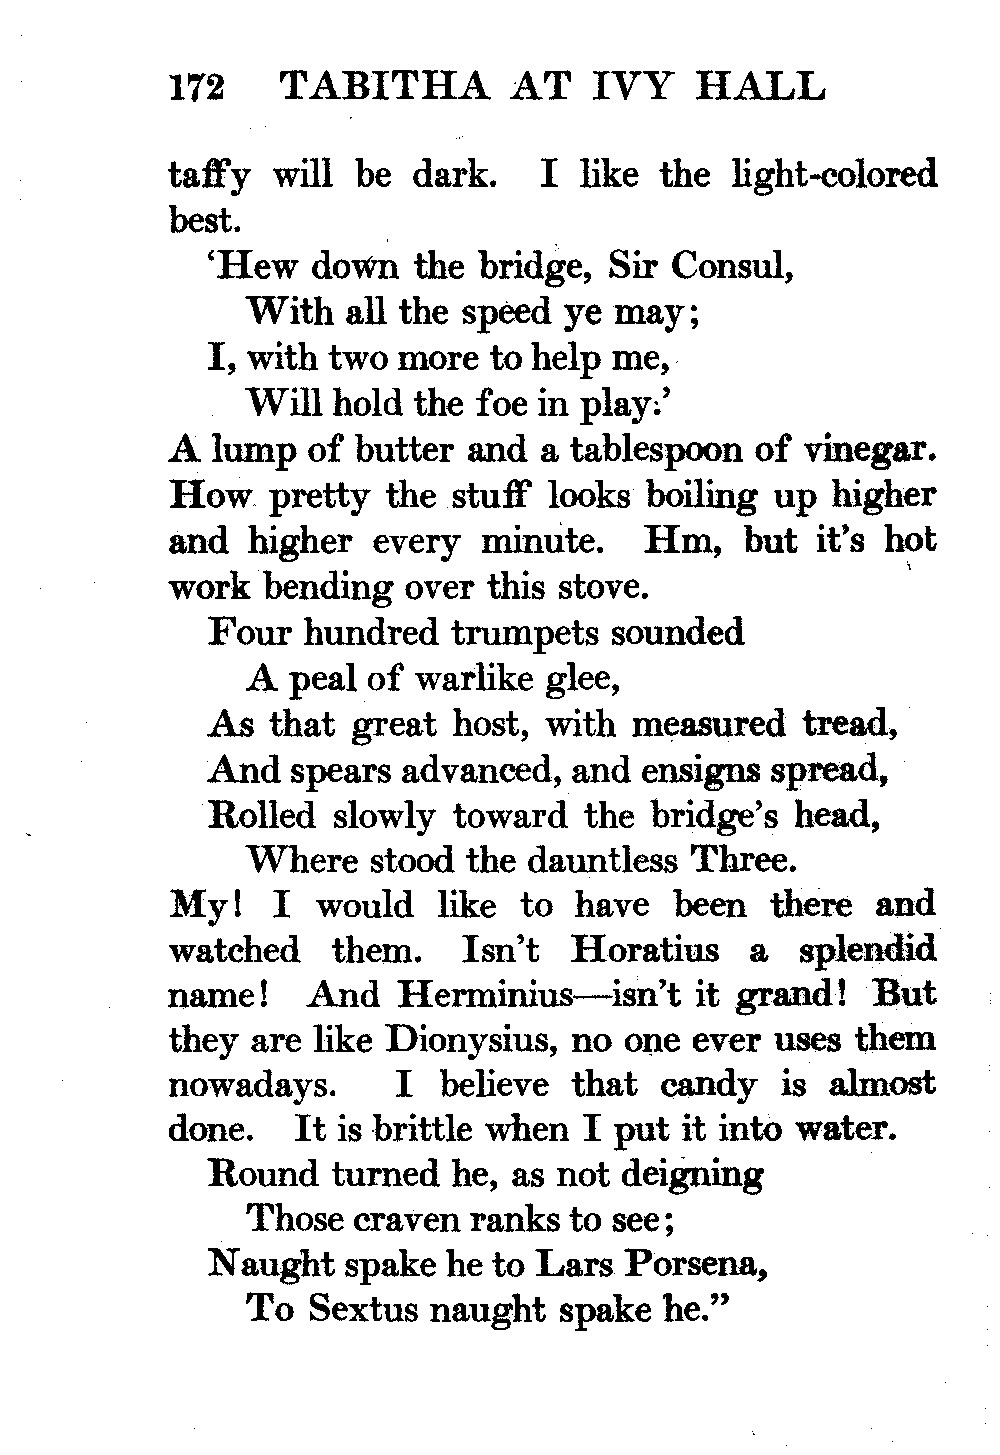 172 TABITHA AT IVY HALL
taffy will be dark. I like the light-colored
best.
‘Hew down the bridge, Sir Consul,
With all the speed ye may;
I, with two more to help me,
Will hold the foe in play:’
A lump of butter and a tablespoon of vinegar.
How pretty the stuff looks boiling up higher
and higher every minute. Hm, but it’s hot
work bending over this stove.
Four hundred trumpets sounded
A peal of warlike glee,
As that great host, with measured tread,
And spears advanced, and ensigns spread,
Rolled slowly toward the bridge’s head,
Where stood the dauntless Three.
My! I would like to have been there and
watched them. Isn’t Horatius a splendid
name! And Herminius—isn’t it grand! But
they are like Dionysius, no one ever uses them
nowadays. I believe that candy is almost
done. It is brittle when I put it into water.
Round turned he, as not deigning
Those craven ranks to see;
Naught spake he to Lars Porsena,
To Sextus naught spake he.”